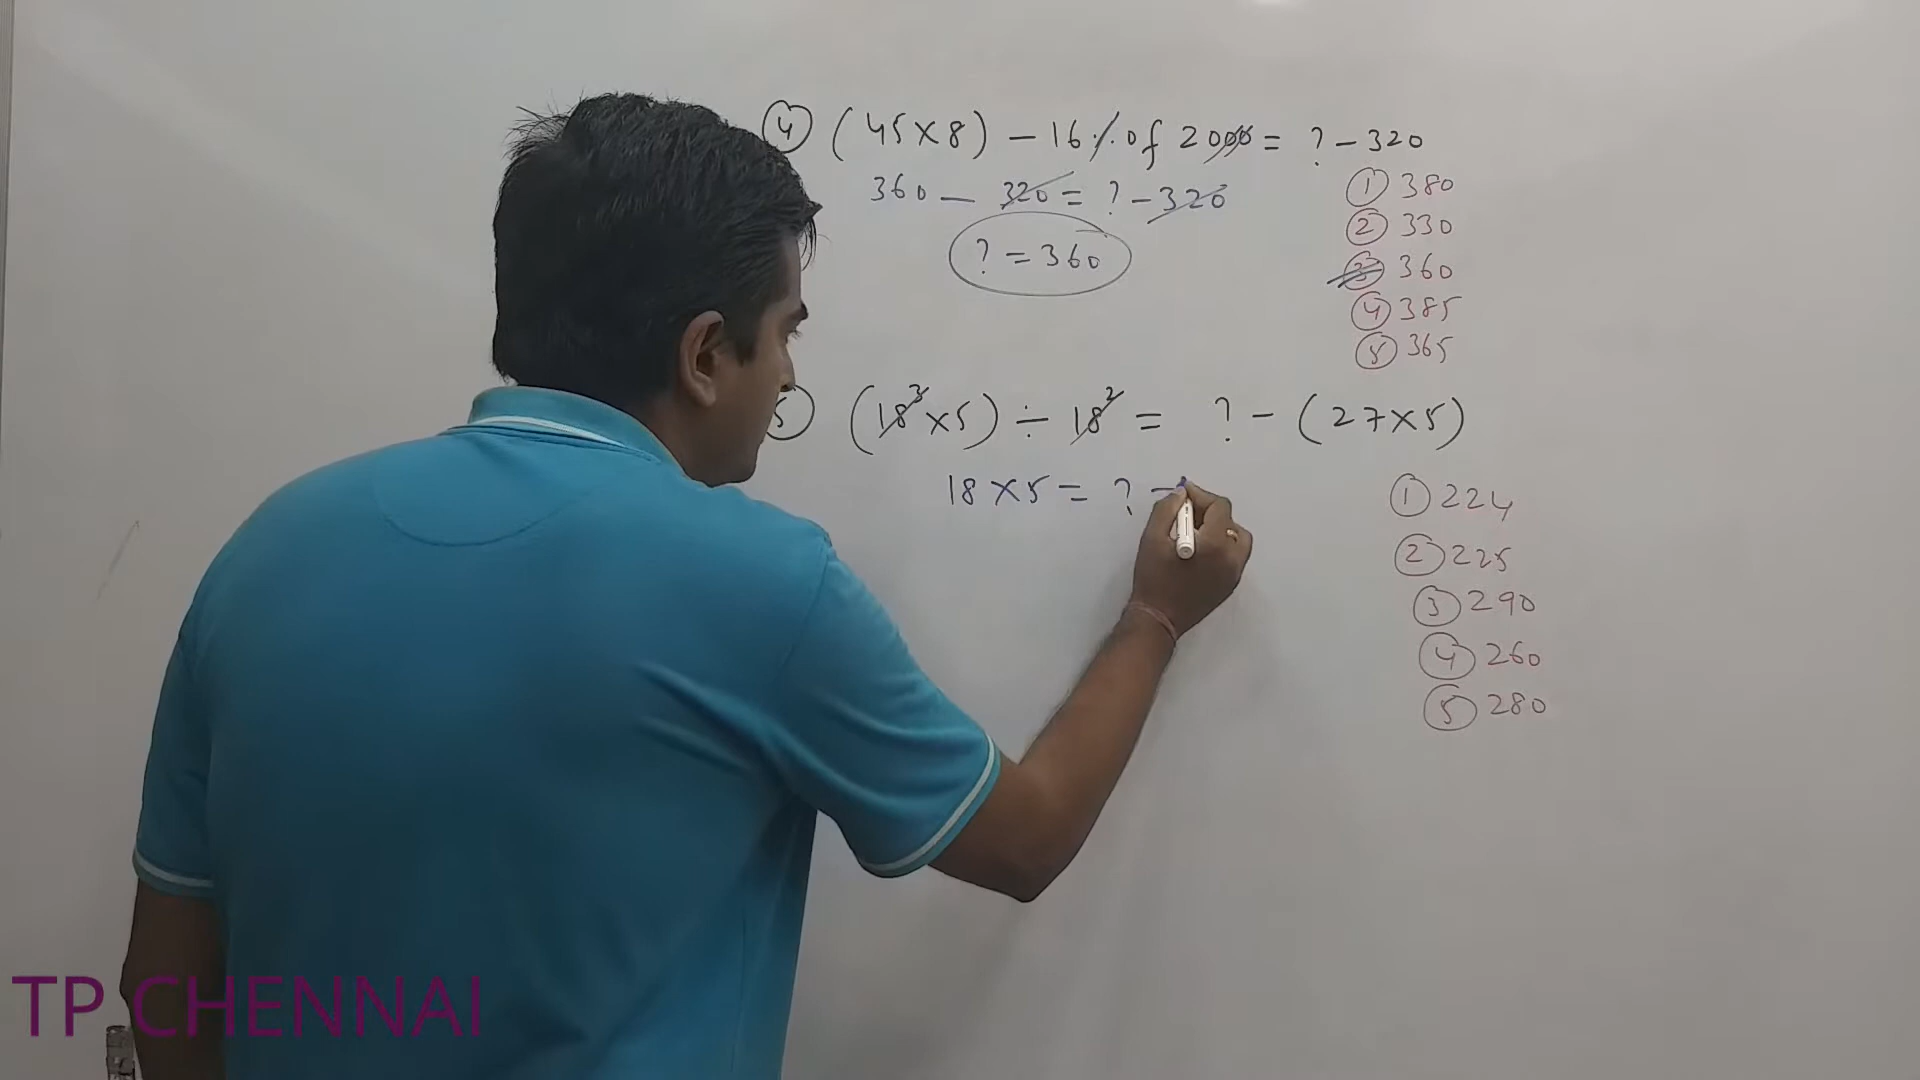 ④ (45×8) – 16% of 2000 = ? – 320
360 – 320 = ? – 320
? = 360
① 380
② 330
③ 360
④ 385
⑤ 365
5 (18³×5) ÷ 18² = ? – (27×5)
18×5 = ? –
① 224
② 225
③ 290
④ 260
⑤ 280
TP CHENNAI